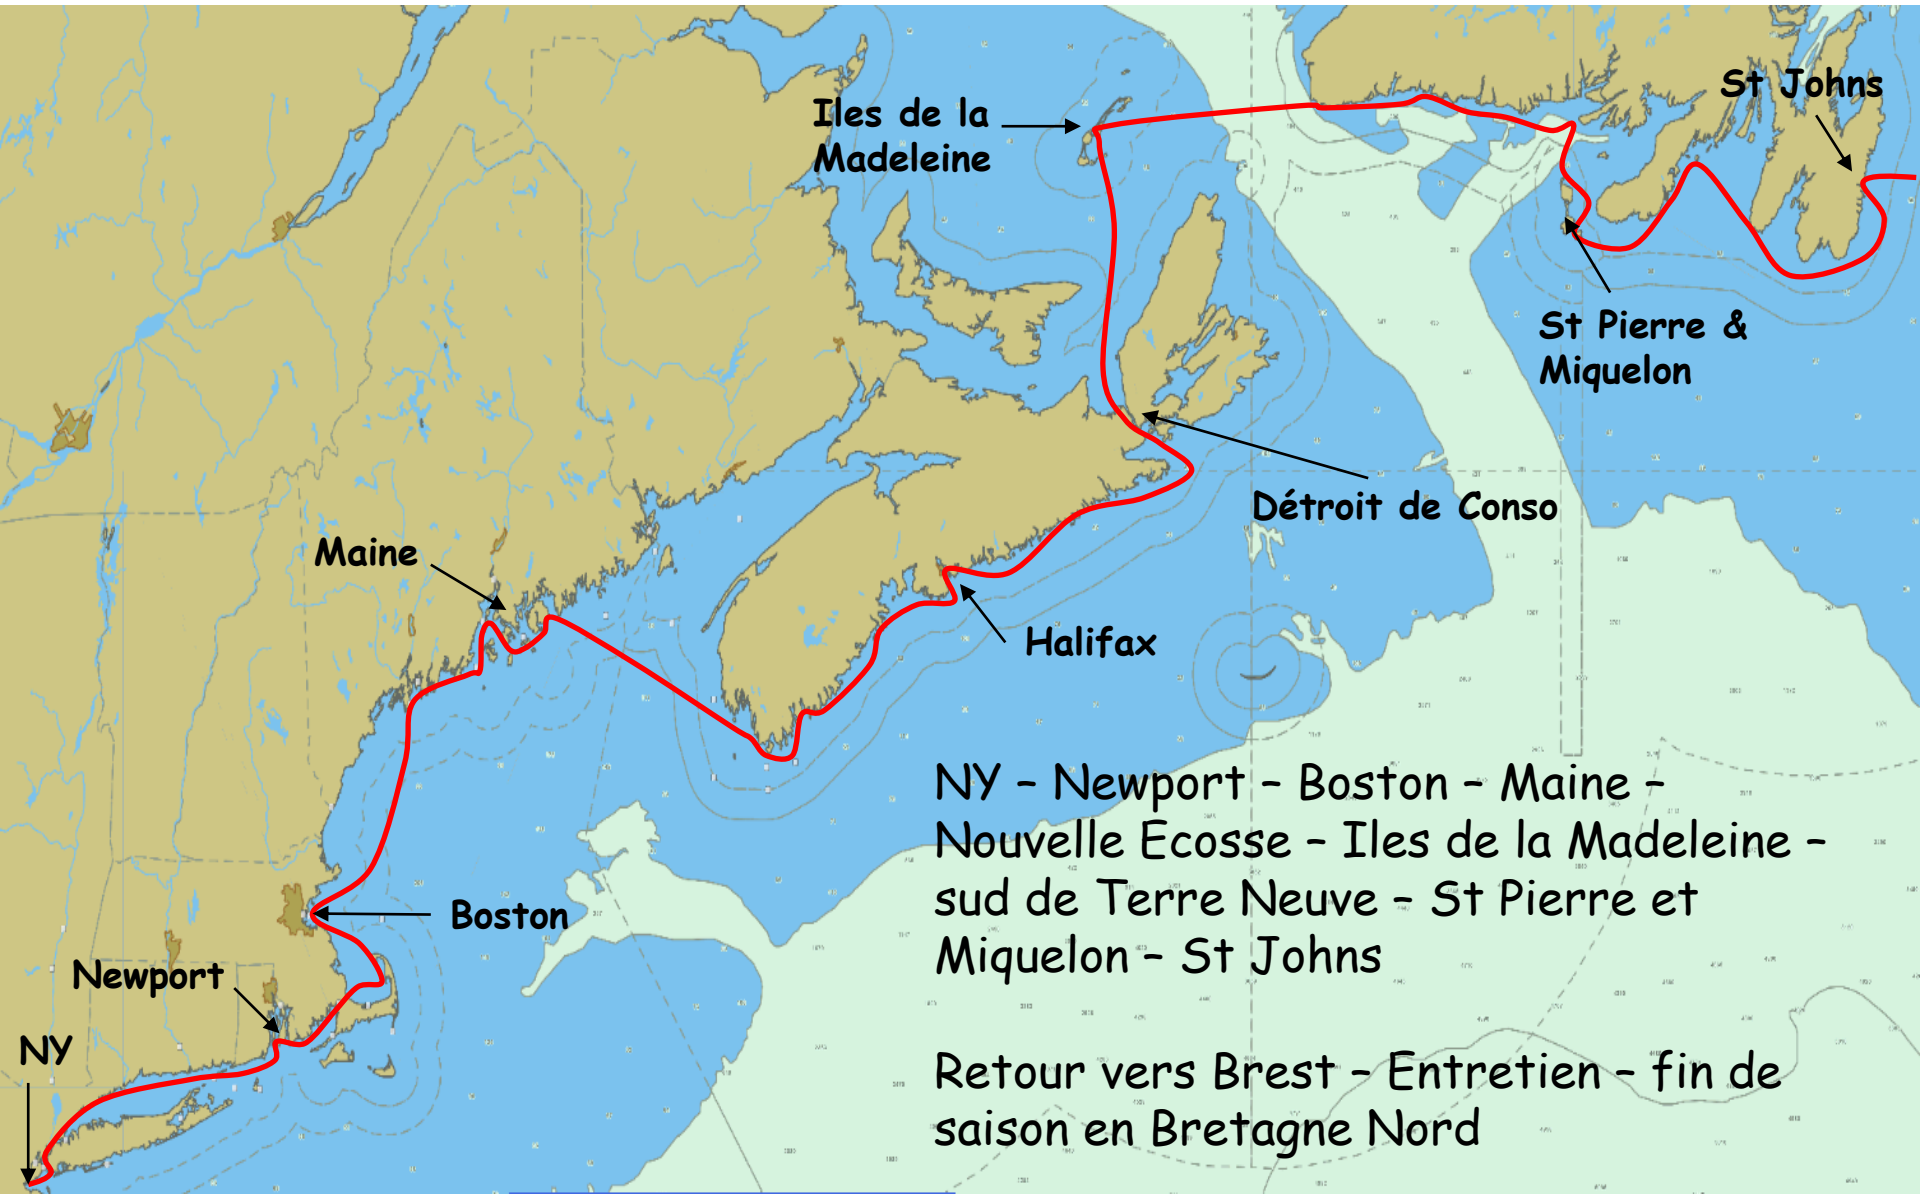 St Johns
Iles de la
Madeleine
St Pierre &
Miquelon
Détroit de Conso
Maine
Halifax
NY – Newport – Boston – Maine –
Nouvelle Ecosse – Iles de la Madeleine –
sud de Terre Neuve – St Pierre et
Miquelon – St Johns
Boston
Newport
NY
Retour vers Brest – Entretien – fin de
saison en Bretagne Nord